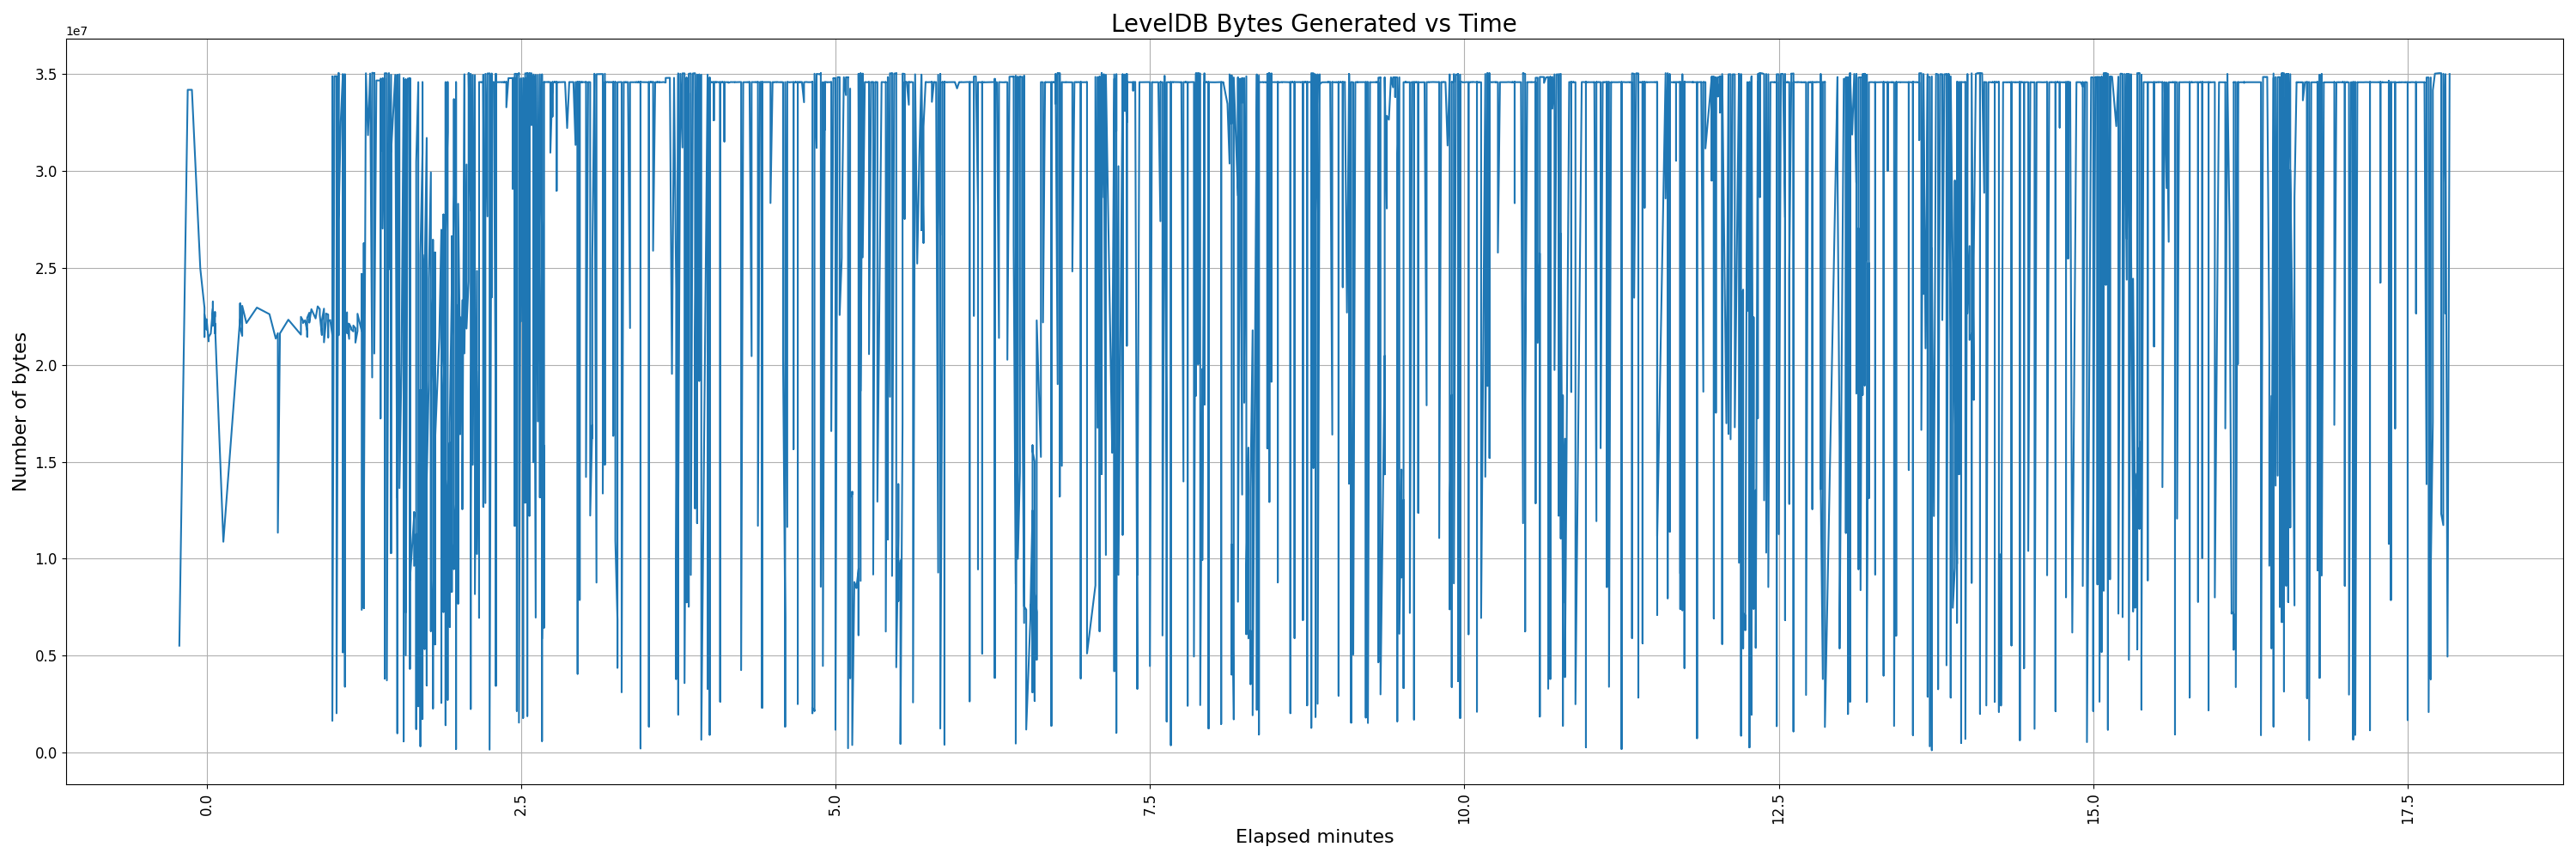 LevelDB Bytes Generated vs Time
1e7
3.5
3.0
2.5
2.0
1.5
1.0
0.5
0.0
Number of bytes
0.0 2.5 5.0 7.5 10.0 12.5 15.0 17.5
Elapsed minutes